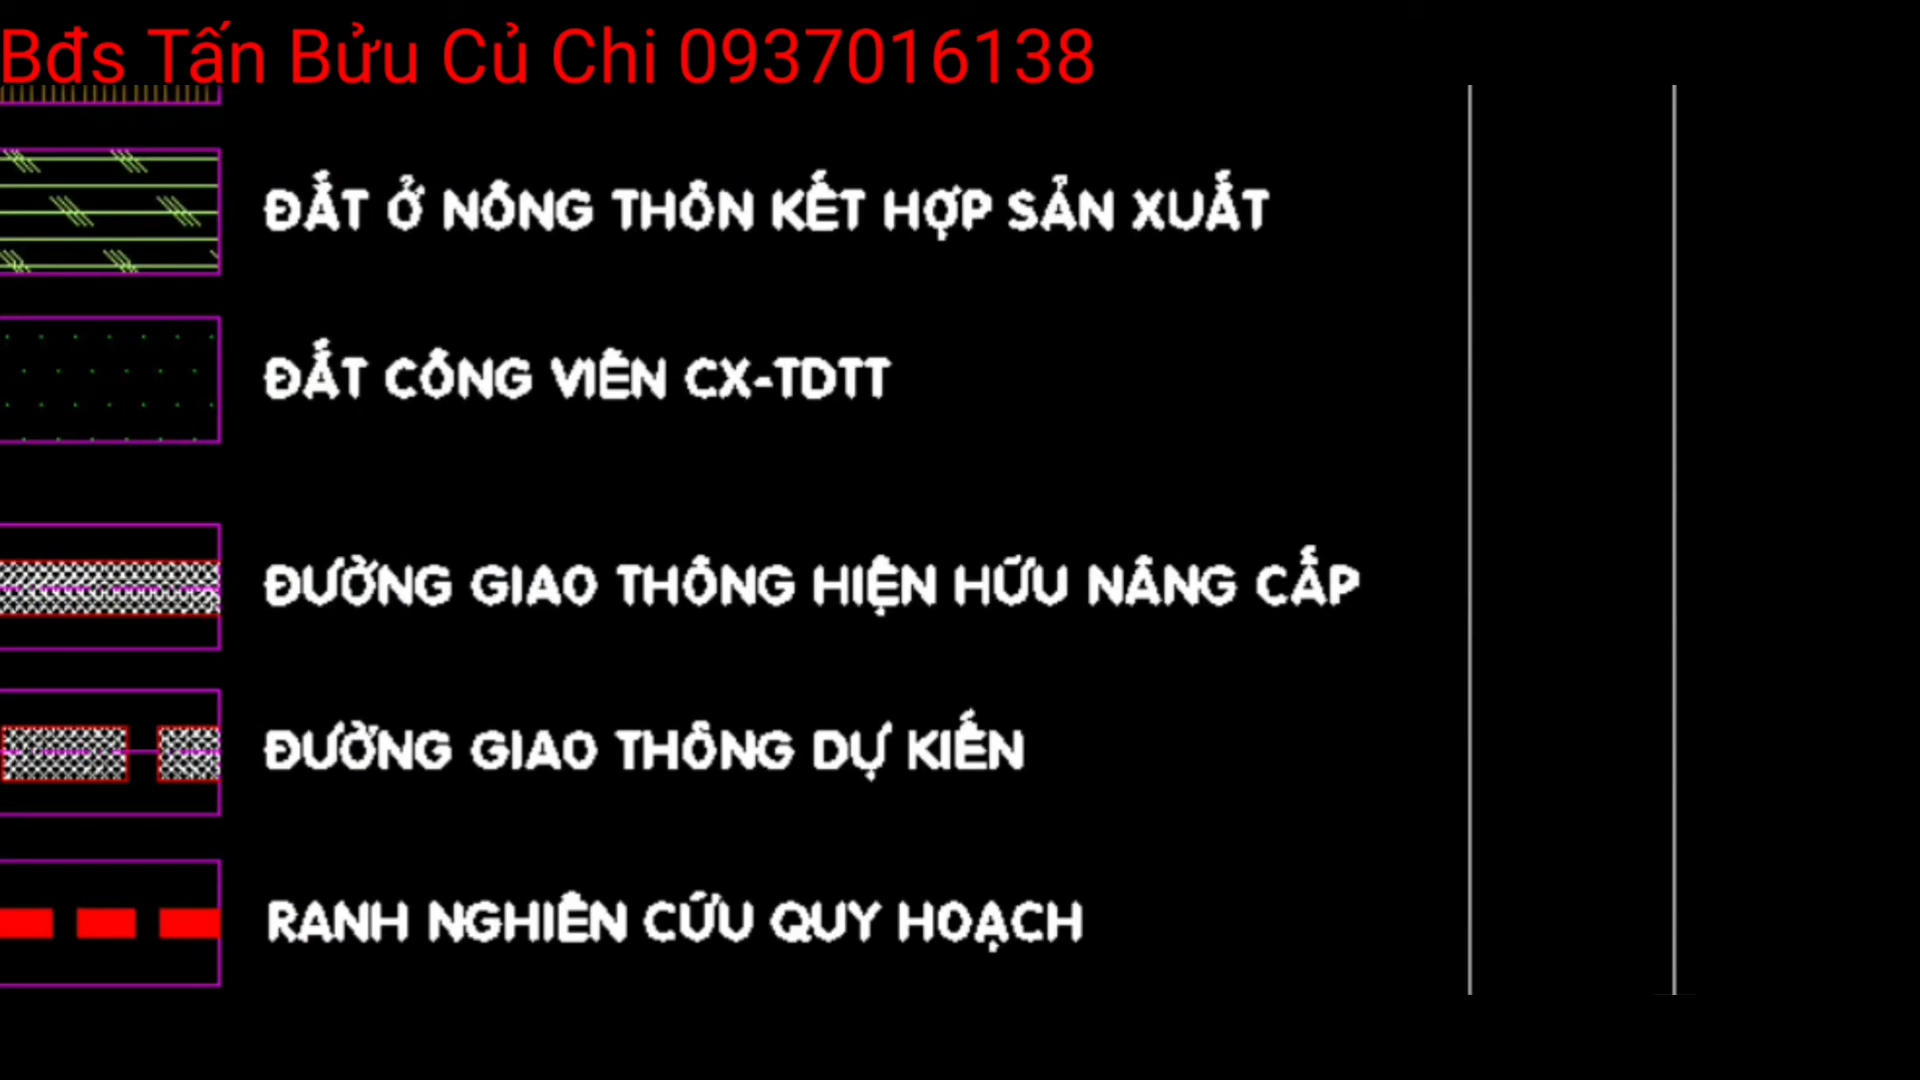 Bđs Tấn Bửu Củ Chi 0937016138
ĐẤT Ở NÔNG THÔN KẾT HỢP SẢN XUẤT
ĐẤT CÔNG VIÊN CX-TDTT
ĐƯỜNG GIAO THÔNG HIỆN HỮU NÂNG CẤP
ĐƯỜNG GIAO THÔNG DỰ KIẾN
RANH NGHIÊN CỨU QUY HOẠCH